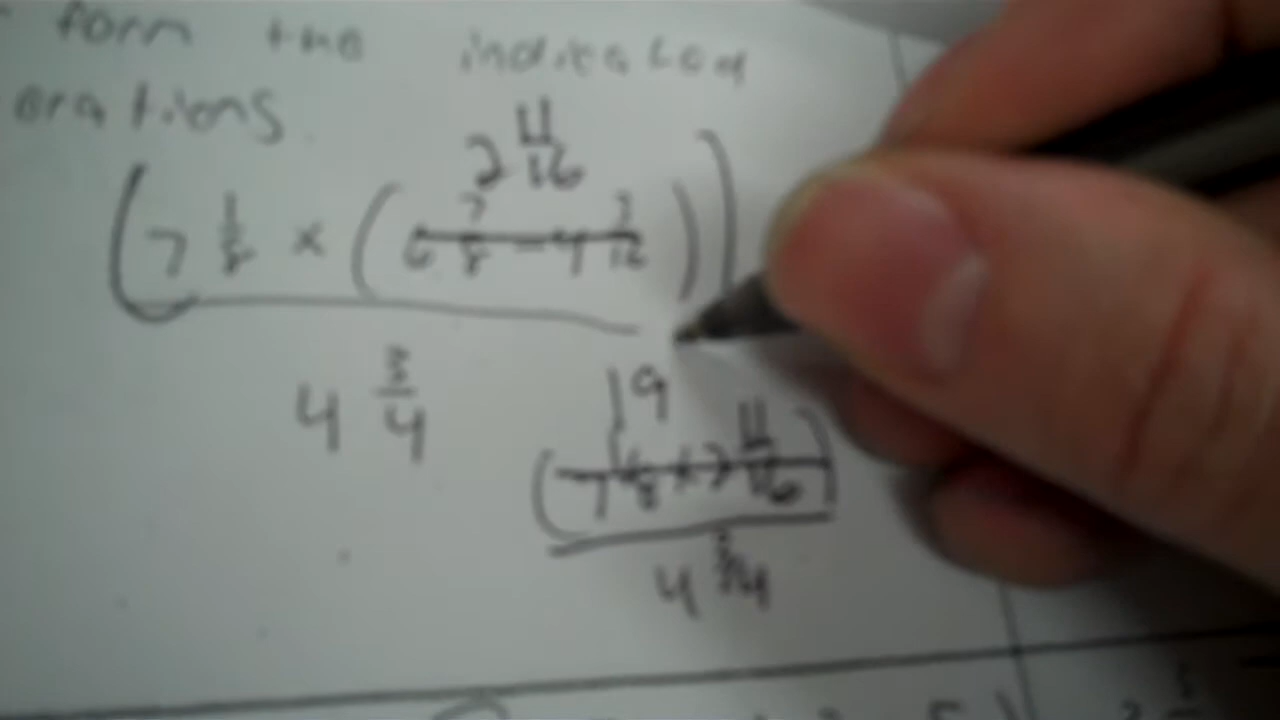 form the indicated
erations
2 11/16
(7 1/8 × (6 7/8 - 4 3/16))
4 3/4
19
(7 1/8 × 2 11/16)
4 3/4